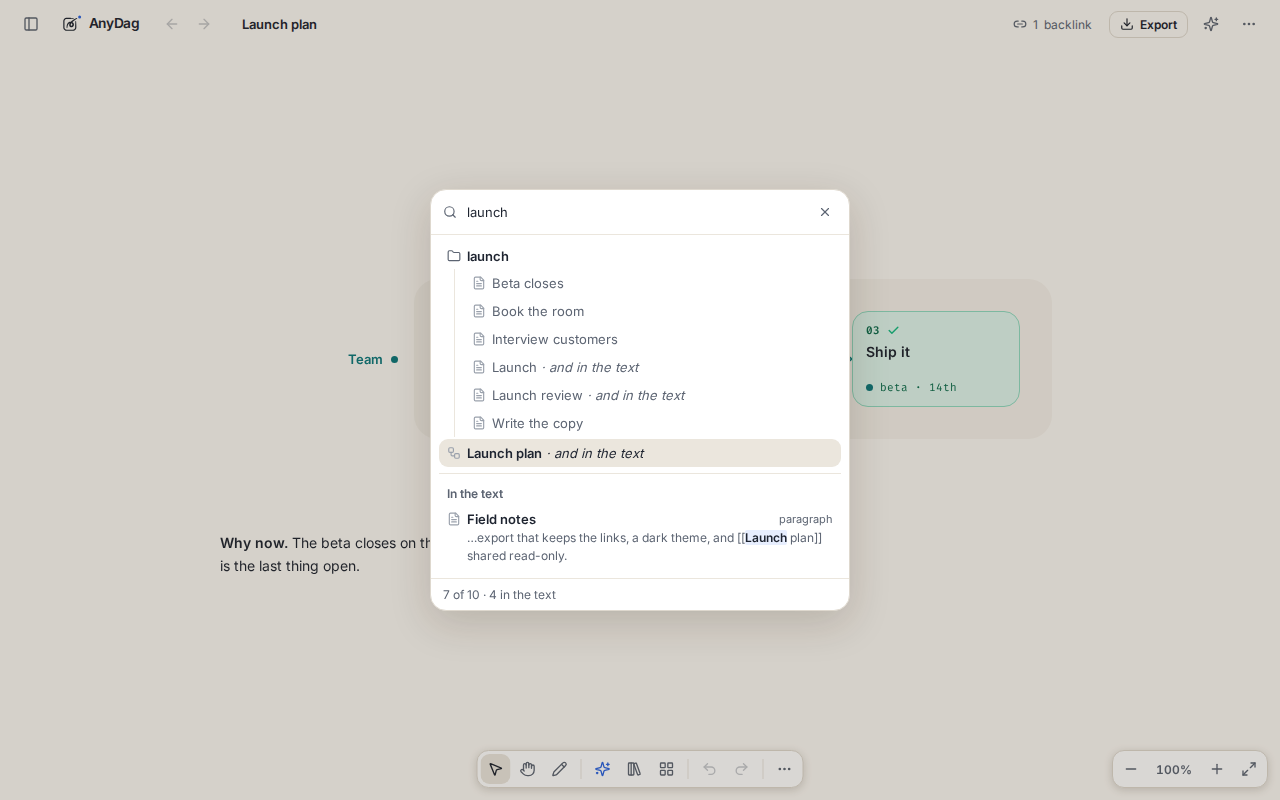 AnyDag
Launch plan
1 backlink
Export
launch
launch
Beta closes
Book the room
Interview customers
Launch · and in the text
Launch review · and in the text
Write the copy
Launch plan · and in the text
In the text
Field notes
paragraph
…export that keeps the links, a dark theme, and [[Launch plan]]
shared read-only.
7 of 10 · 4 in the text
Team
03
Ship it
beta · 14th
Why now. The beta closes on th
is the last thing open.
100%